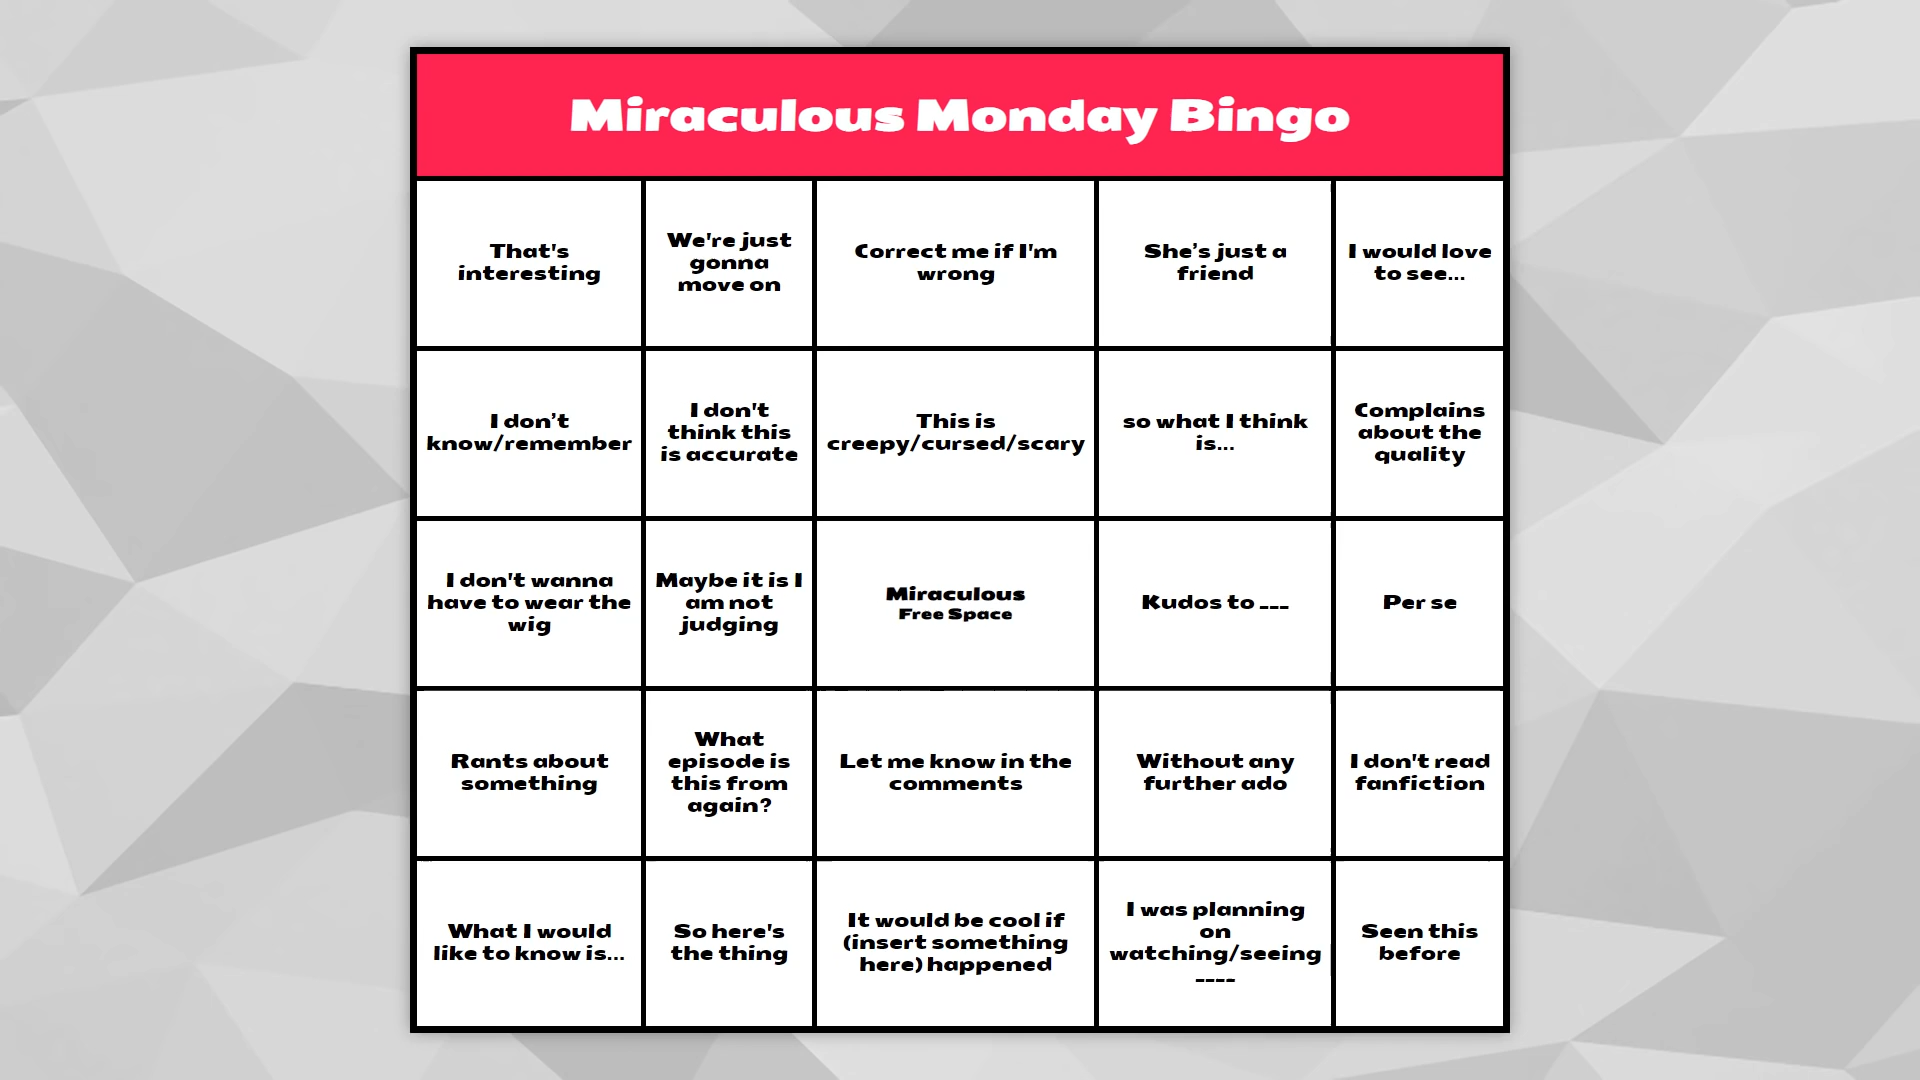 Miraculous Monday Bingo
That's
interesting
We're just
gonna
move on
Correct me if I'm
wrong
She’s just a
friend
I would love
to see...
I don’t
know/remember
I don't
think this
is accurate
This is
creepy/cursed/scary
so what I think
is...
Complains
about the
quality
I don't wanna
have to wear the
wig
Maybe it is I
am not
judging
Miraculous
Free Space
Kudos to ---
Per se
Rants about
something
What
episode is
this from
again?
Let me know in the
comments
Without any
further ado
I don't read
fanfiction
What I would
like to know is...
So here's
the thing
It would be cool if
(insert something
here) happened
I was planning
on
watching/seeing
----
Seen this
before